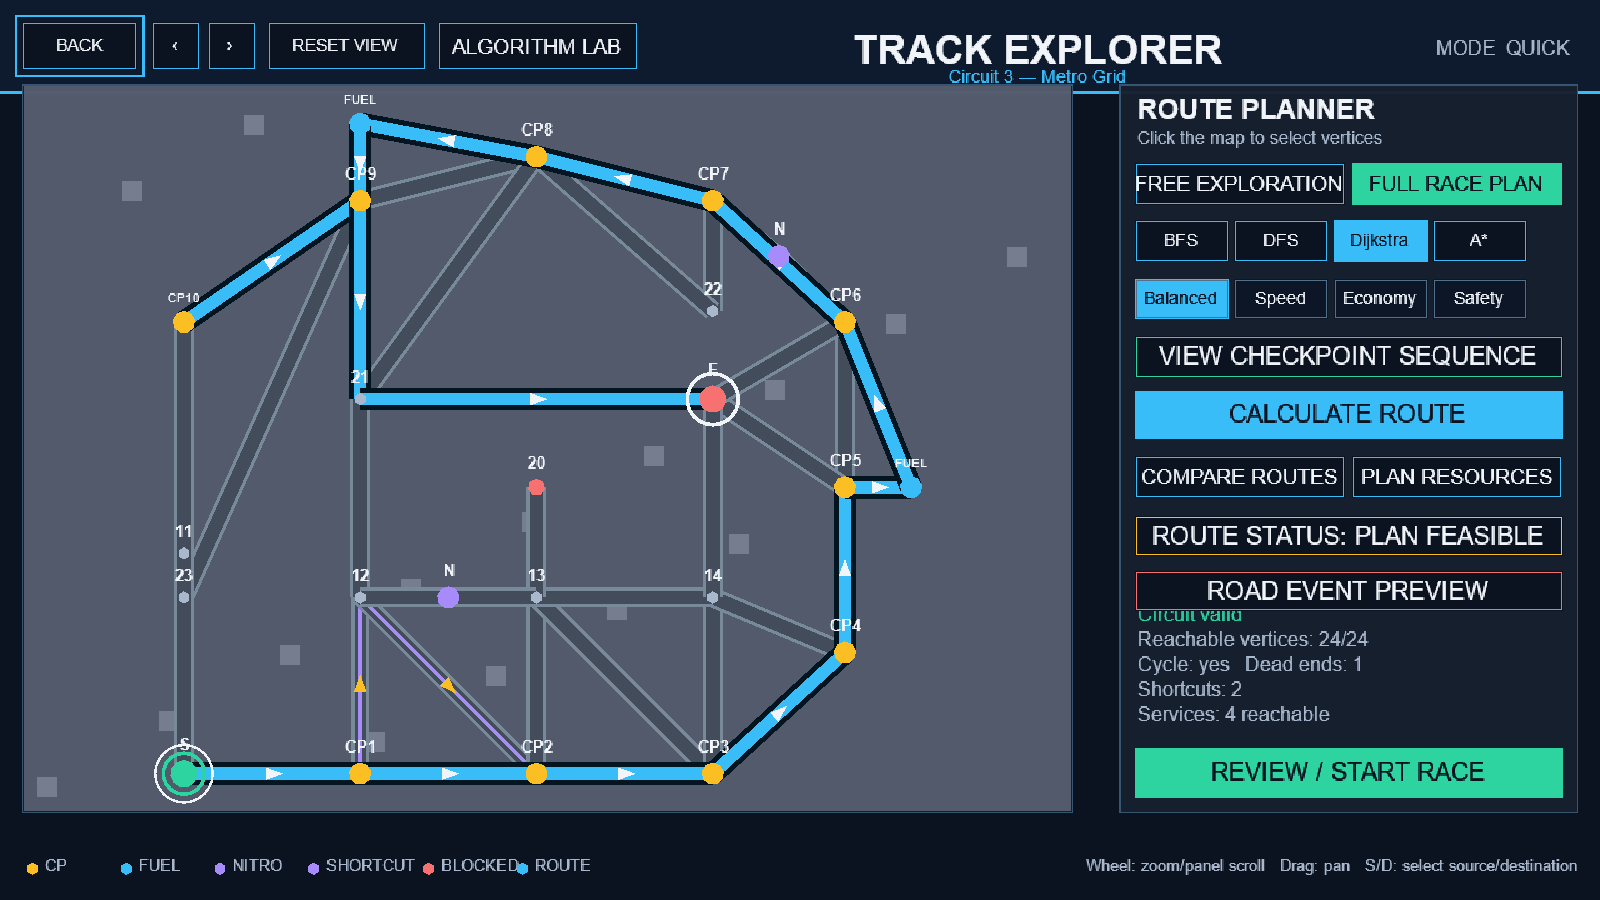 BACK
‹
›
RESET VIEW
ALGORITHM LAB
TRACK EXPLORER
Circuit 3 — Metro Grid
MODE QUICK
FUEL
CP8
CP9
CP7
N
22
CP6
CP10
21
E
20
CP5
FUEL
11
23
12
N
13
14
CP4
S
CP1
CP2
CP3
ROUTE PLANNER
Click the map to select vertices
FREE EXPLORATION
FULL RACE PLAN
BFS
DFS
Dijkstra
A*
Balanced
Speed
Economy
Safety
VIEW CHECKPOINT SEQUENCE
CALCULATE ROUTE
COMPARE ROUTES
PLAN RESOURCES
ROUTE STATUS: PLAN FEASIBLE
ROAD EVENT PREVIEW
Circuit valid
Reachable vertices: 24/24
Cycle: yes Dead ends: 1
Shortcuts: 2
Services: 4 reachable
REVIEW / START RACE
CP
FUEL
NITRO
SHORTCUT
BLOCKED
ROUTE
Wheel: zoom/panel scroll Drag: pan S/D: select source/destination